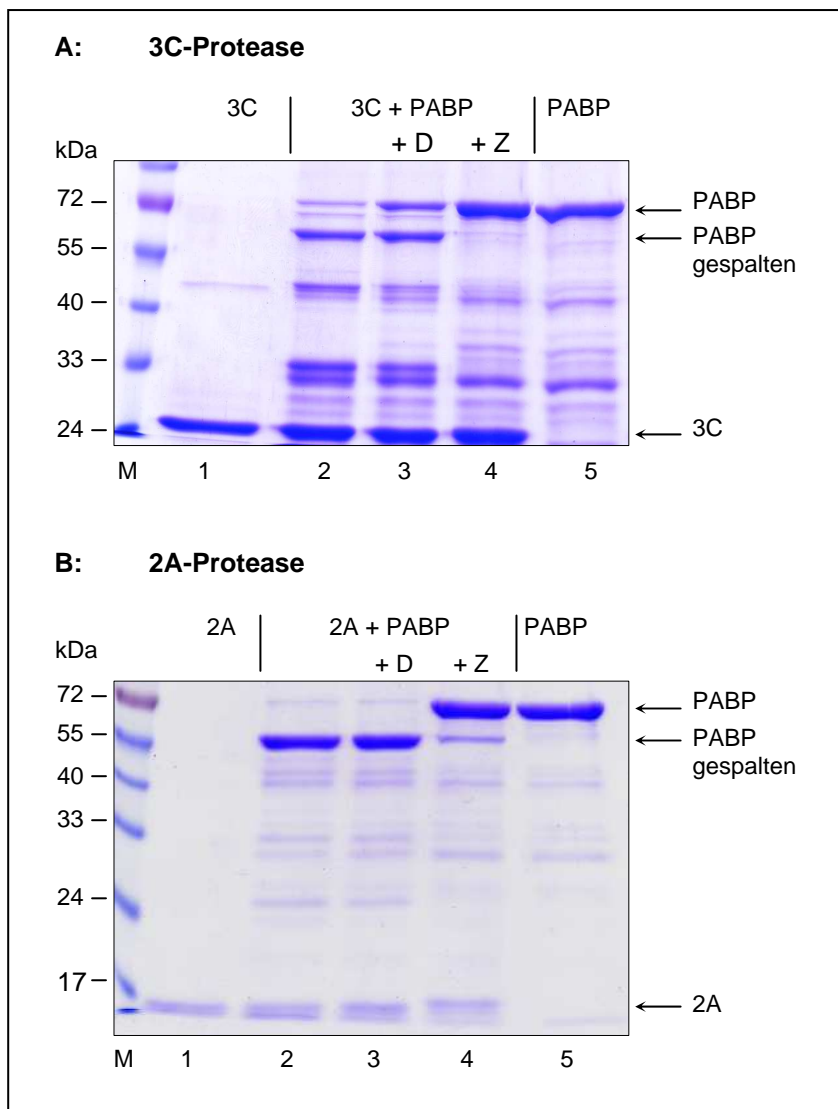 A: 3C-Protease
3C 3C + PABP PABP
kDa + D + Z
72 PABP
55 PABP
gespalten
40
33
24 3C
M 1 2 3 4 5
B: 2A-Protease
2A 2A + PABP PABP
kDa + D + Z
72 PABP
55 PABP
gespalten
40
33
24
17
2A
M 1 2 3 4 5